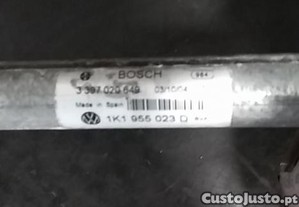 BOSCH
3 397 020 649 03/10/04
Made in Spain
1K1 955 023 D
CustoJusto.pt